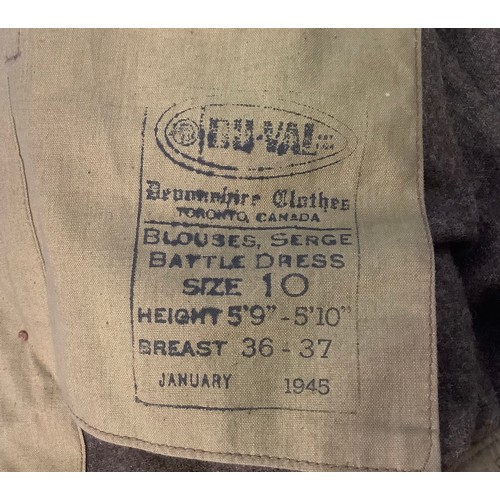 DU-VAL
Devonshire Clothes
TORONTO, CANADA
BLOUSES, SERGE
BATTLE DRESS
SIZE 10
HEIGHT 5'9"-5'10"
BREAST 36-37
JANUARY 1945